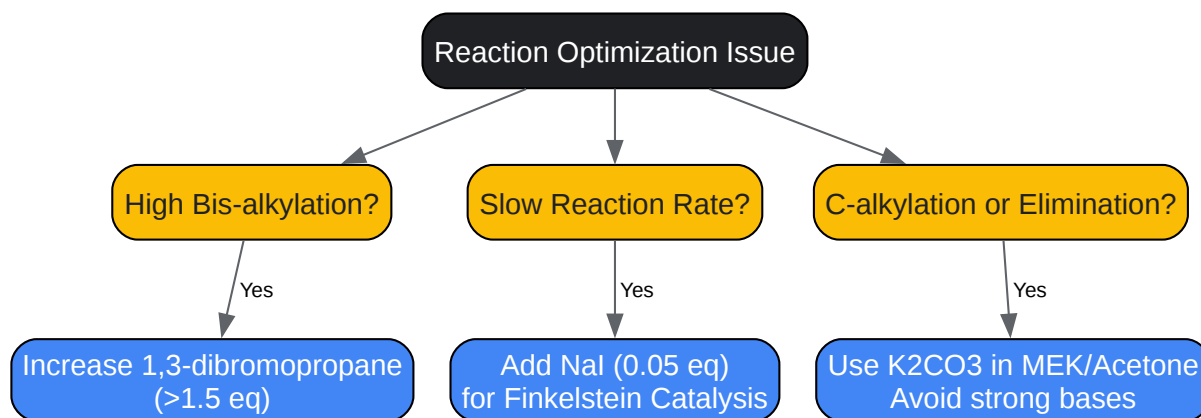 Reaction Optimization Issue
High Bis-alkylation?
Slow Reaction Rate?
C-alkylation or Elimination?
Yes
Yes
Yes
Increase 1,3-dibromopropane
(>1.5 eq)
Add NaI (0.05 eq)
for Finkelstein Catalysis
Use K2CO3 in MEK/Acetone
Avoid strong bases